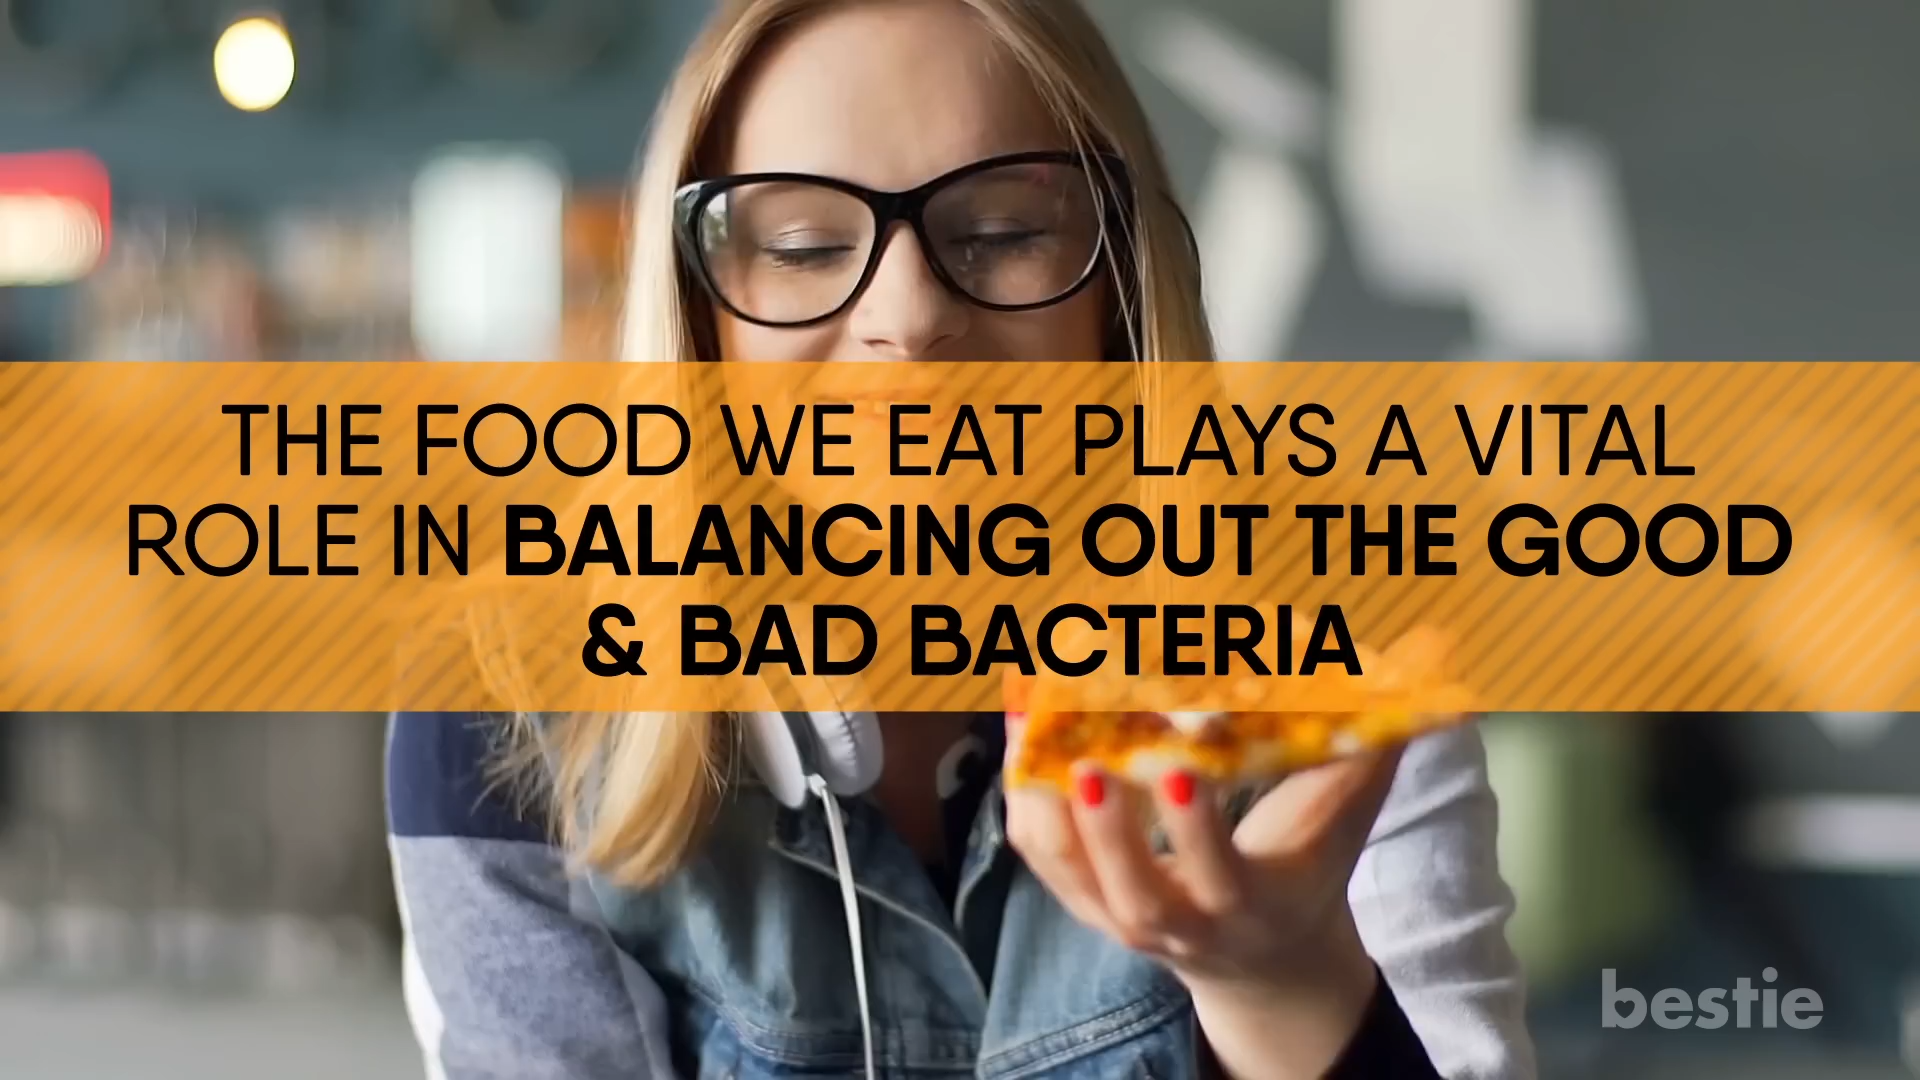 THE FOOD WE EAT PLAYS A VITAL
ROLE IN BALANCING OUT THE GOOD
& BAD BACTERIA
bestie